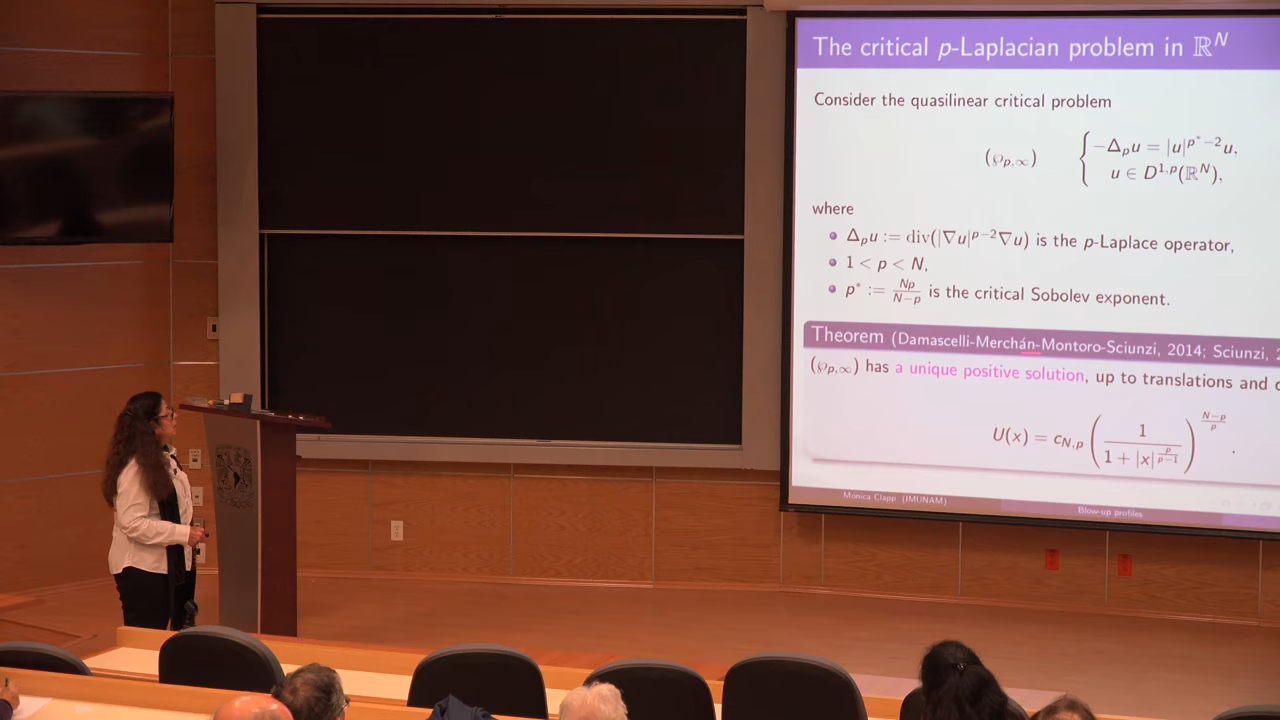 The critical p-Laplacian problem in ℝᴺ
Consider the quasilinear critical problem
(℘_{p,∞}) { −Δ_p u = |u|^{p*−2}u,
u ∈ D^{1,p}(ℝ^N),
where
Δ_p u := div(|∇u|^{p−2}∇u) is the p-Laplace operator,
1 < p < N,
p* := Np/(N−p) is the critical Sobolev exponent.
Theorem (Damascelli-Merchán-Montoro-Sciunzi, 2014; Sciunzi,
(℘_{p,∞}) has a unique positive solution, up to translations and
U(x) = c_{N,p} (1/(1 + |x|^{p/(p−1)}))^{(N−p)/p}.
Mónica Clapp (IMUNAM)
Blow-up profiles